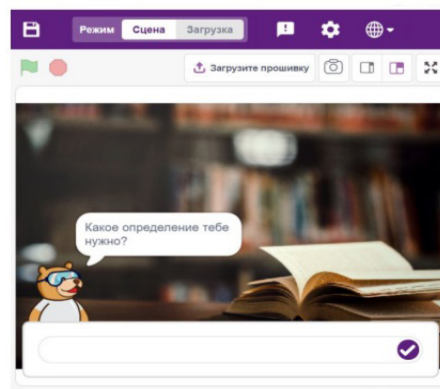 Режим Сцена Загрузка
Загрузите прошивку
Какое определение тебе
нужно?